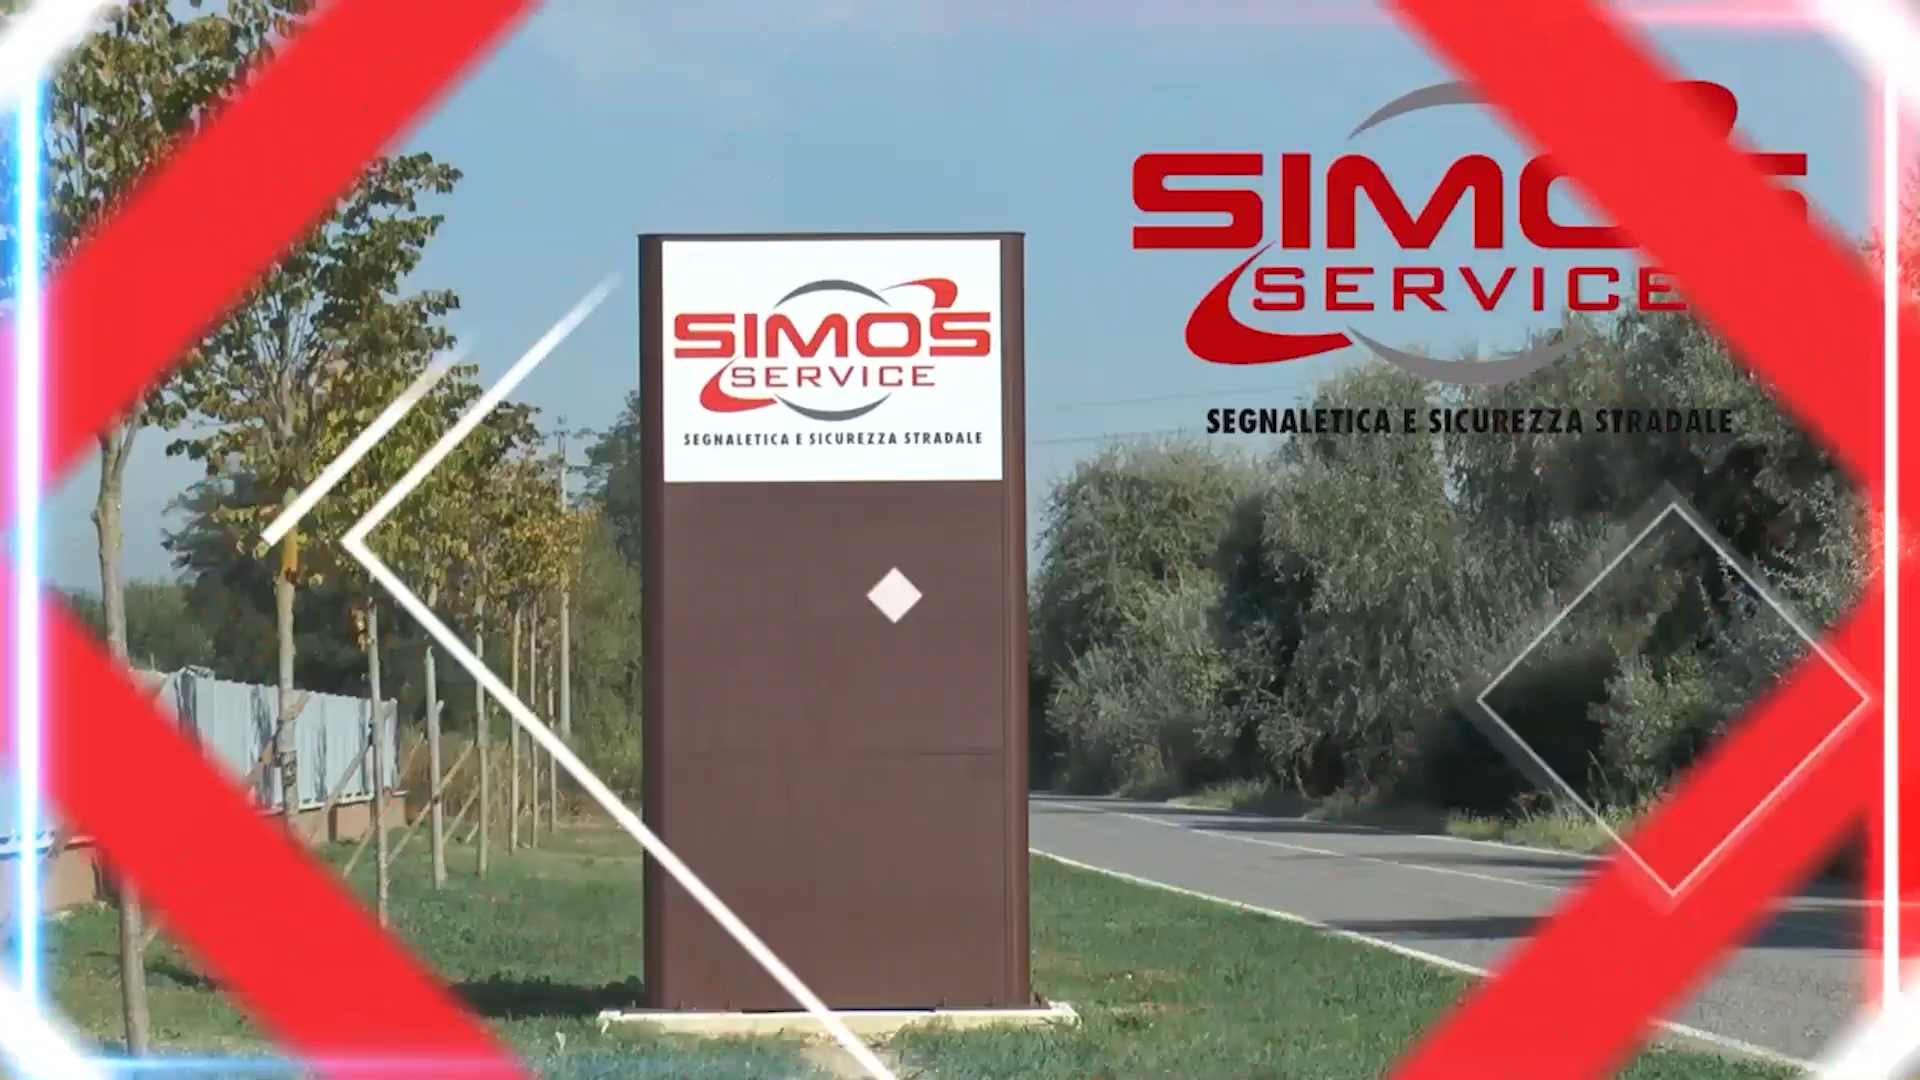 SIMOS
SERVICE
SEGNALETICA E SICUREZZA STRADALE
SIMOS
SERVICE
SEGNALETICA E SICUREZZA STRADALE